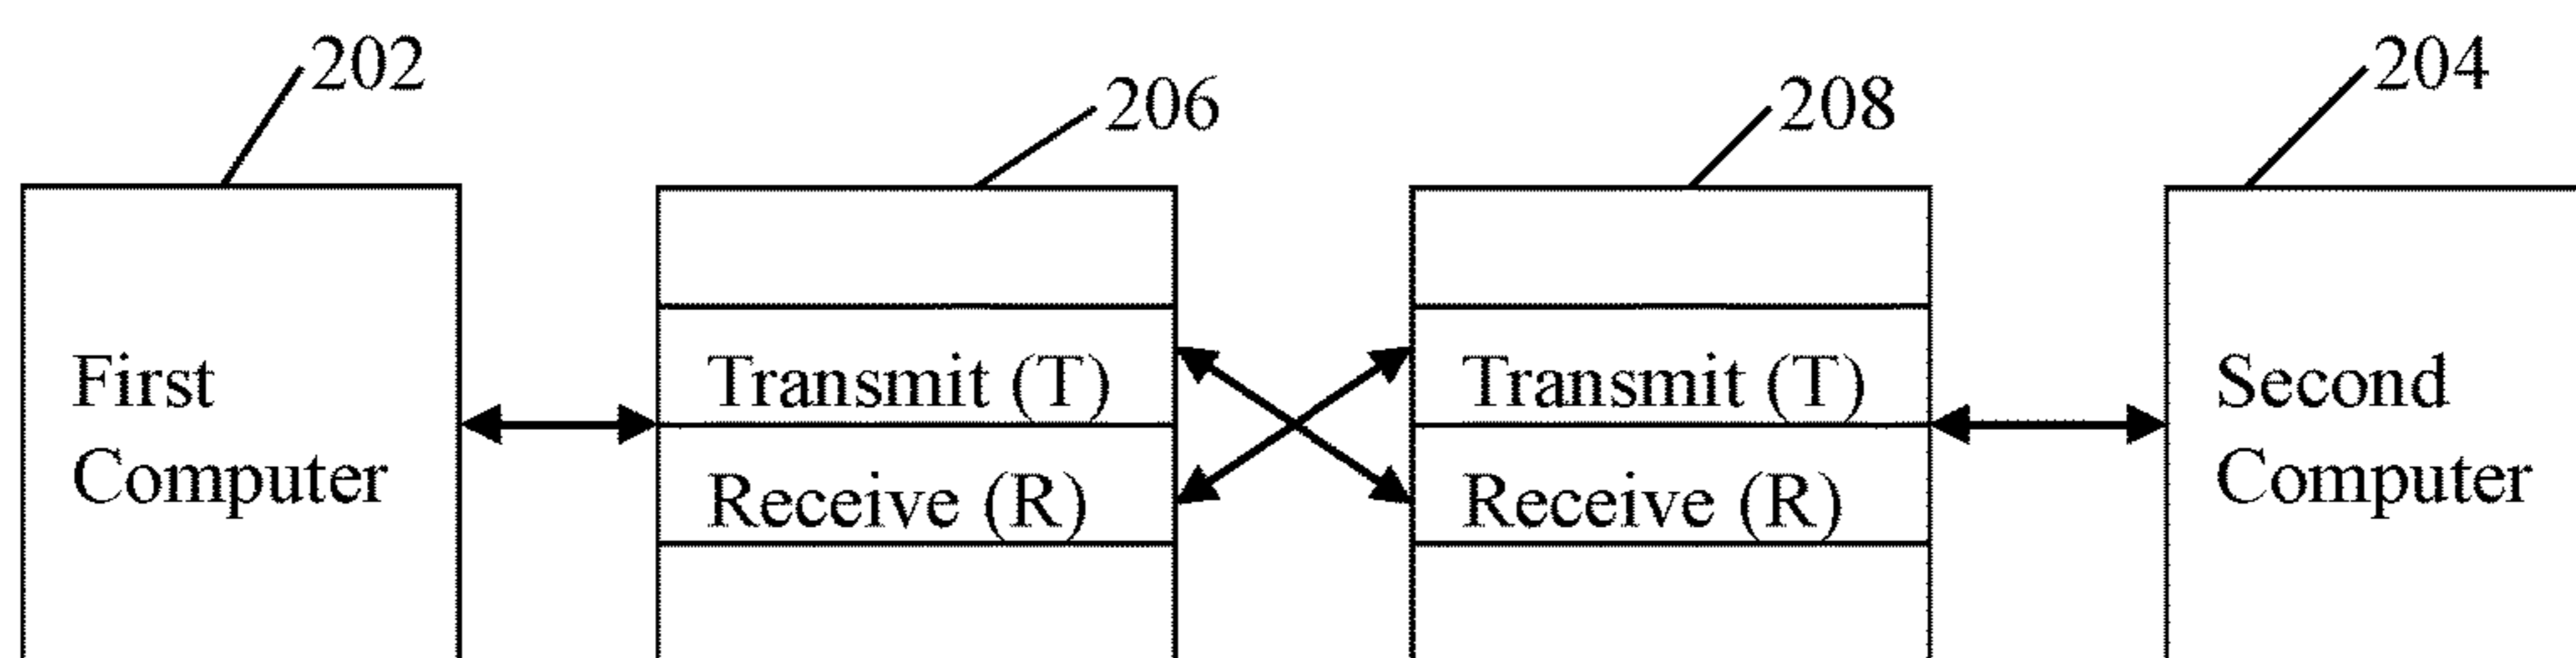 202
206
208
204
First
Computer
Transmit (T)
Receive (R)
Transmit (T)
Receive (R)
Second
Computer